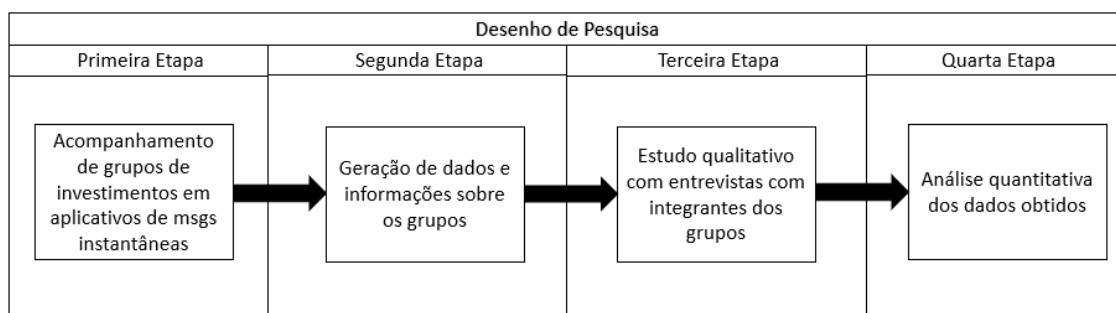 Desenho de Pesquisa
Primeira Etapa
Segunda Etapa
Terceira Etapa
Quarta Etapa
Acompanhamento
de grupos de
investimentos em
aplicativos de msgs
instantâneas
Geração de dados e
informações sobre
os grupos
Estudo qualitativo
com entrevistas com
integrantes dos
grupos
Análise quantitativa
dos dados obtidos